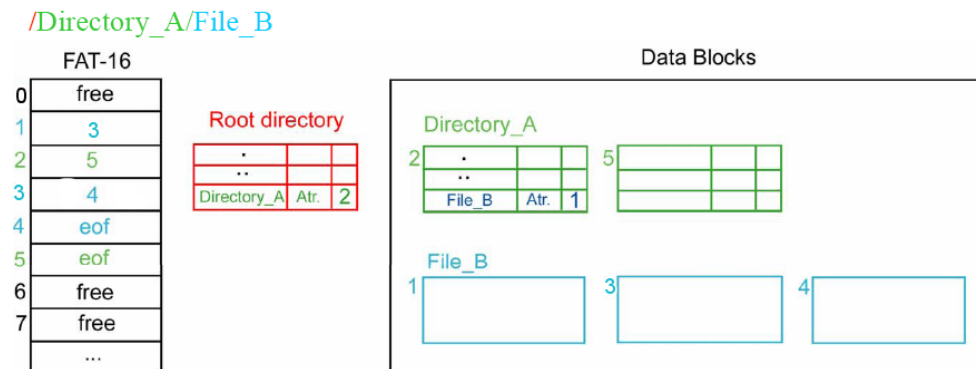 /Directory_A/File_B
FAT-16
Data Blocks
0 free
1 3
2 5
3 4
4 eof
5 eof
6 free
7 free
...
Root directory
.
..
Directory_A Atr. 2
Directory_A
2
.
..
File_B Atr. 1
5
File_B
1
3
4